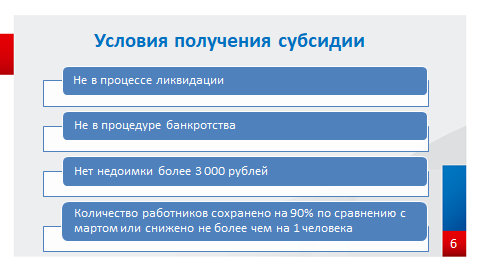 Условия получения субсидии
Не в процессе ликвидации
Не в процедуре банкротства
Нет недоимки более 3 000 рублей
Количество работников сохранено на 90% по сравнению с
мартом или снижено не более чем на 1 человека
6